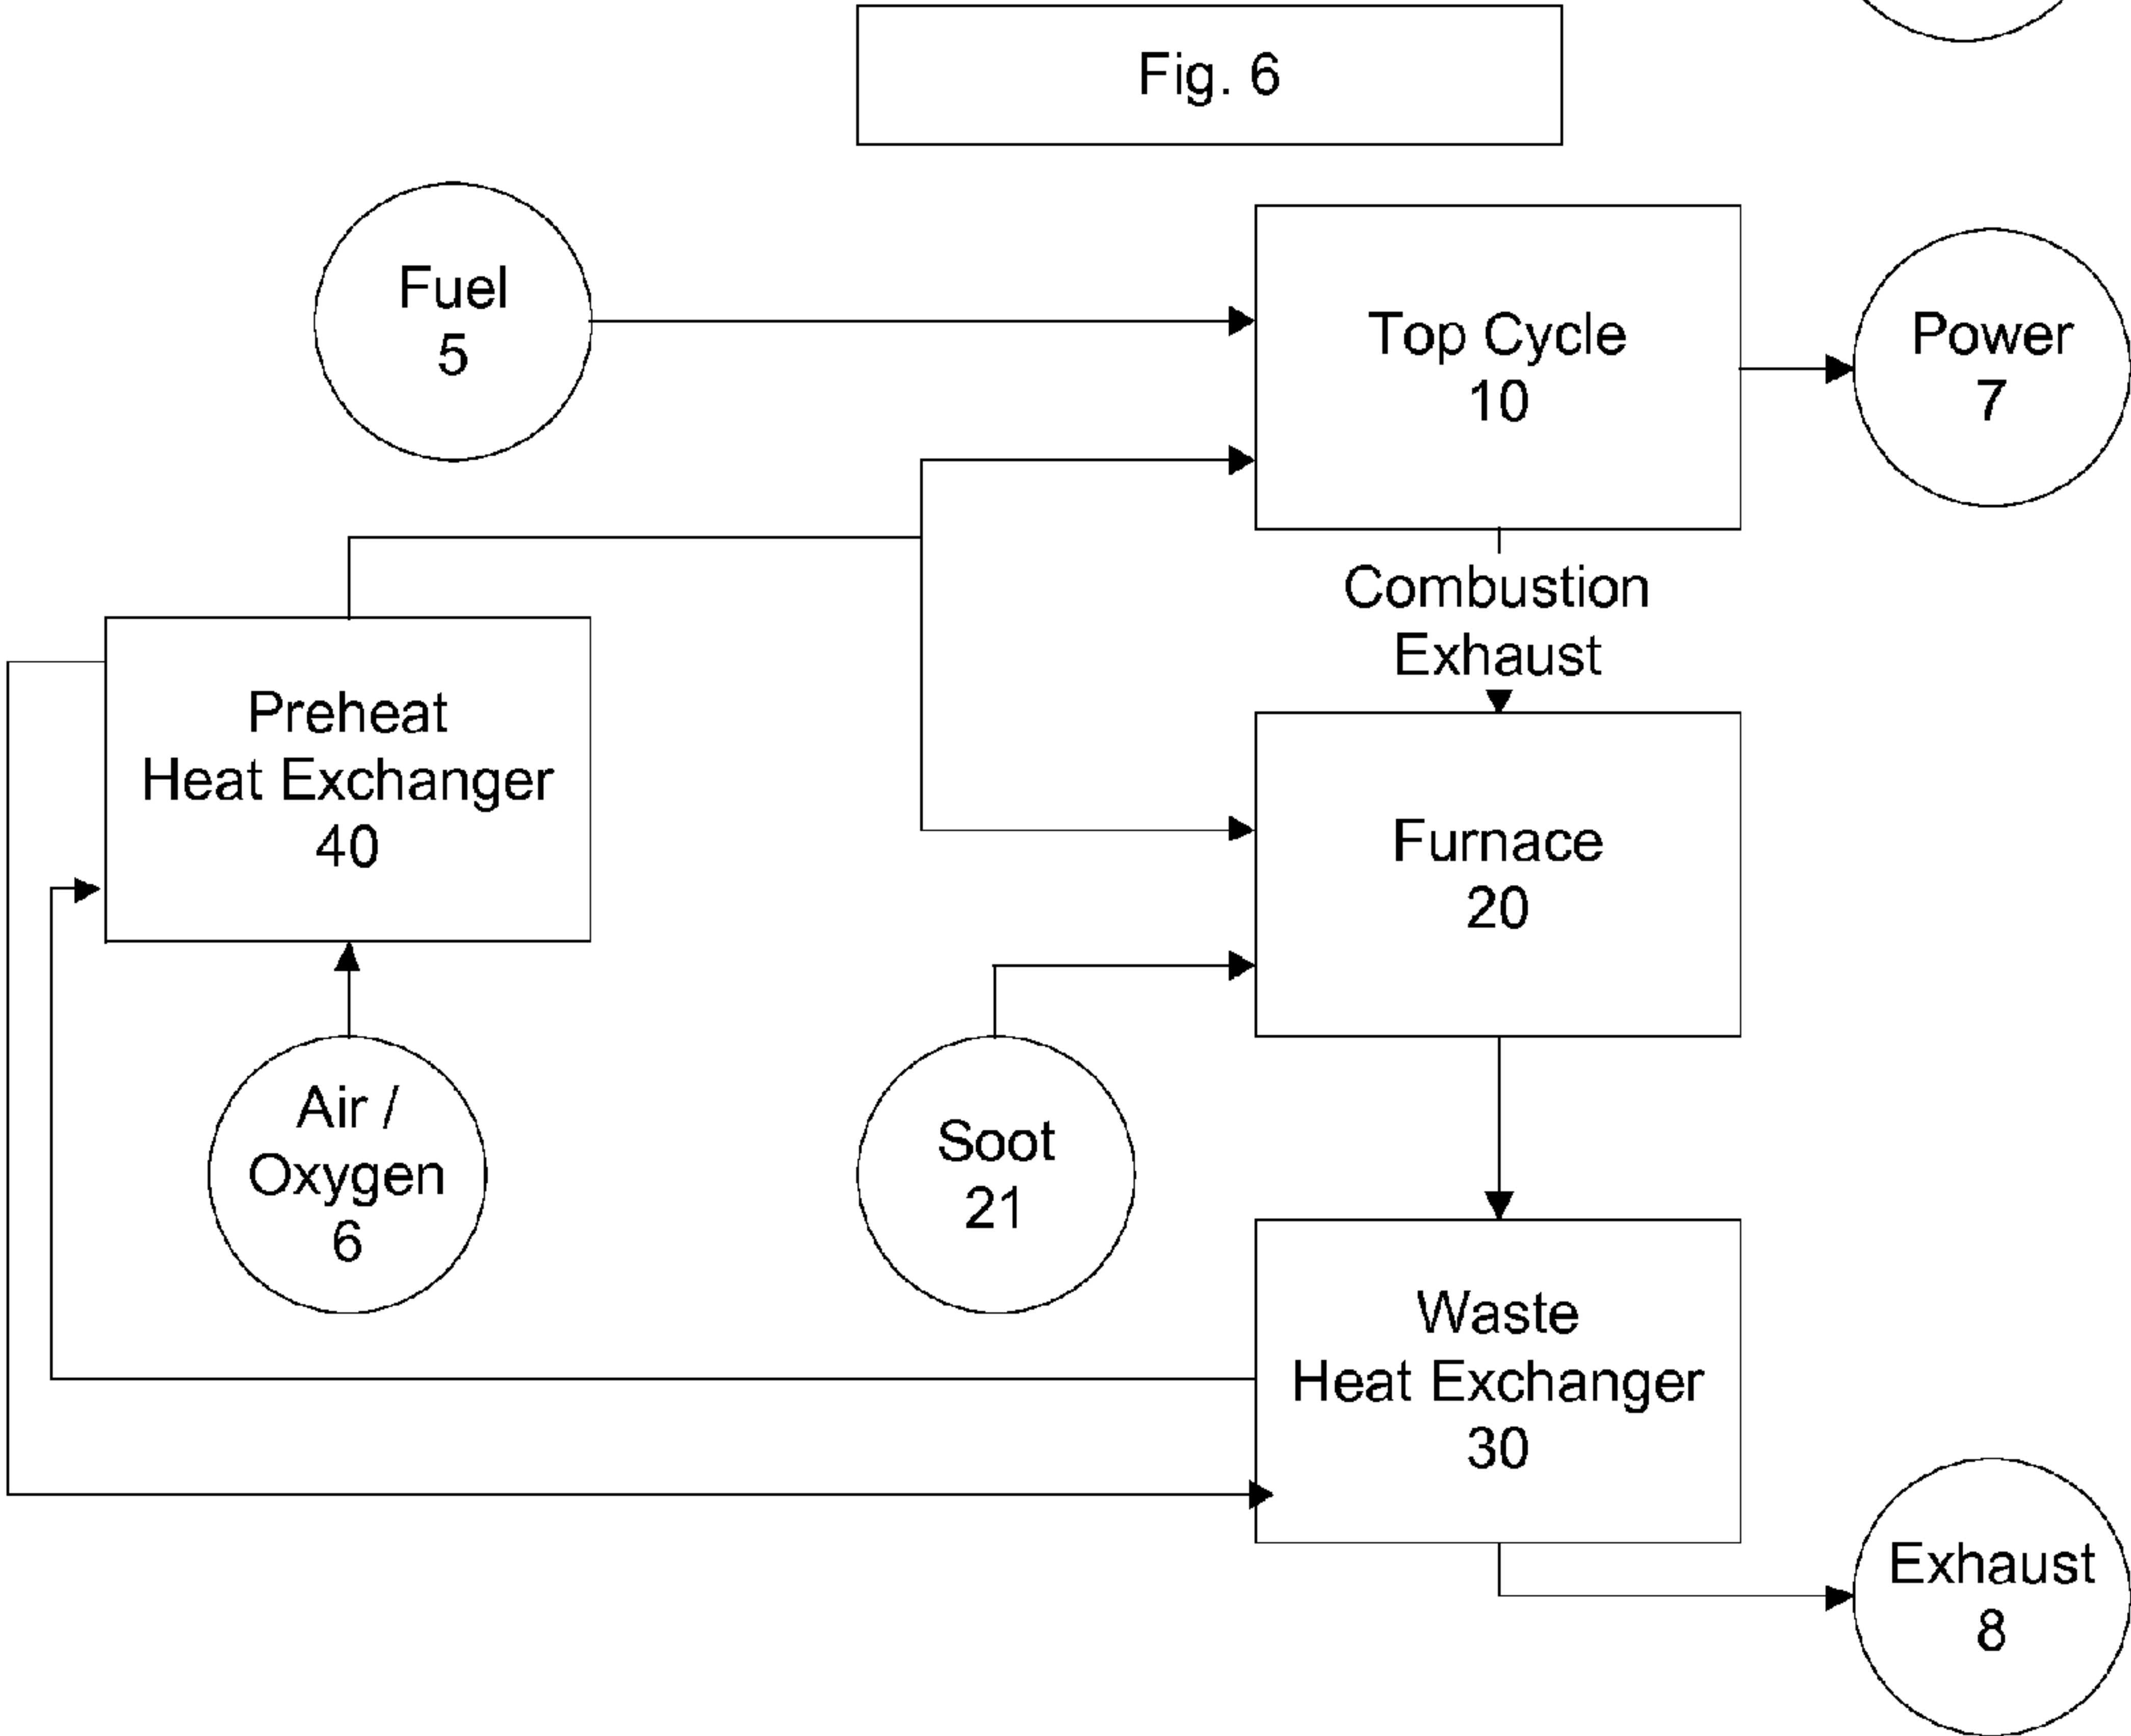 Fig. 6
Fuel
5
Top Cycle
10
Power
7
Combustion
Exhaust
Preheat
Heat Exchanger
40
Furnace
20
Air /
Oxygen
6
Soot
21
Waste
Heat Exchanger
30
Exhaust
8